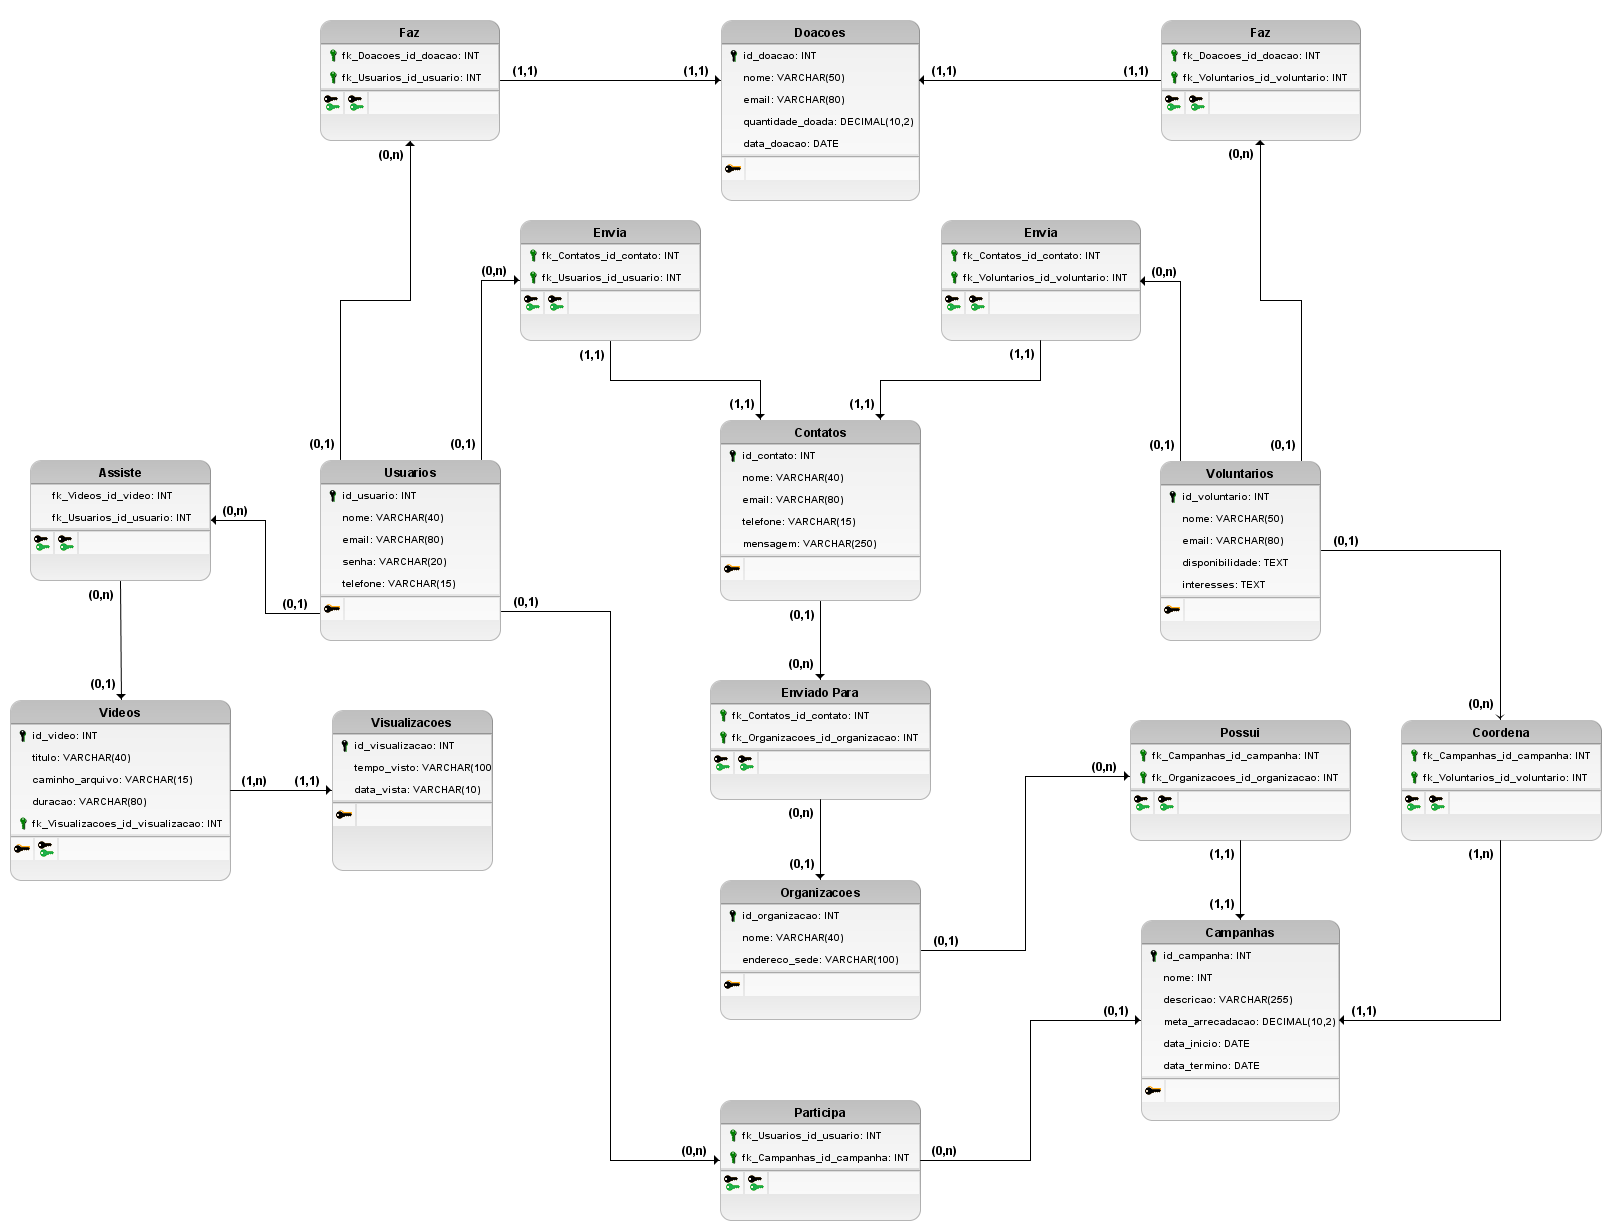 Faz
fk_Doacoes_id_doacao: INT
fk_Usuarios_id_usuario: INT
(1,1)
(1,1)
Doacoes
id_doacao: INT
nome: VARCHAR(50)
email: VARCHAR(80)
quantidade_doada: DECIMAL(10,2)
data_doacao: DATE
(1,1)
(1,1)
Faz
fk_Doacoes_id_doacao: INT
fk_Voluntarios_id_voluntario: INT
(0,n)
(0,n)
Envia
fk_Contatos_id_contato: INT
fk_Usuarios_id_usuario: INT
(0,n)
(1,1)
Envia
fk_Contatos_id_contato: INT
fk_Voluntarios_id_voluntario: INT
(0,n)
(1,1)
(1,1)
(1,1)
(0,1)
(0,1)
(0,1)
(0,1)
Assiste
fk_Videos_id_video: INT
fk_Usuarios_id_usuario: INT
(0,n)
(0,n)
(0,1)
Usuarios
id_usuario: INT
nome: VARCHAR(40)
email: VARCHAR(80)
senha: VARCHAR(20)
telefone: VARCHAR(15)
(0,1)
(0,1)
Contatos
id_contato: INT
nome: VARCHAR(40)
email: VARCHAR(80)
telefone: VARCHAR(15)
mensagem: VARCHAR(250)
(0,1)
(0,n)
Voluntarios
id_voluntario: INT
nome: VARCHAR(50)
email: VARCHAR(80)
disponibilidade: TEXT
interesses: TEXT
(0,1)
(0,n)
Videos
id_video: INT
titulo: VARCHAR(40)
caminho_arquivo: VARCHAR(15)
duracao: VARCHAR(80)
fk_Visualizacoes_id_visualizacao: INT
(1,n)
(1,1)
Visualizacoes
id_visualizacao: INT
tempo_visto: VARCHAR(100
data_vista: VARCHAR(10)
Enviado Para
fk_Contatos_id_contato: INT
fk_Organizacoes_id_organizacao: INT
(0,n)
(0,1)
Possui
fk_Campanhas_id_campanha: INT
fk_Organizacoes_id_organizacao: INT
(0,n)
(1,1)
(1,1)
Coordena
fk_Campanhas_id_campanha: INT
fk_Voluntarios_id_voluntario: INT
(1,n)
Organizacoes
id_organizacao: INT
nome: VARCHAR(40)
endereco_sede: VARCHAR(100)
(0,1)
Campanhas
id_campanha: INT
nome: INT
descricao: VARCHAR(255)
meta_arrecadacao: DECIMAL(10,2)
data_inicio: DATE
data_termino: DATE
(0,1)
(1,1)
Participa
fk_Usuarios_id_usuario: INT
fk_Campanhas_id_campanha: INT
(0,n)
(0,n)